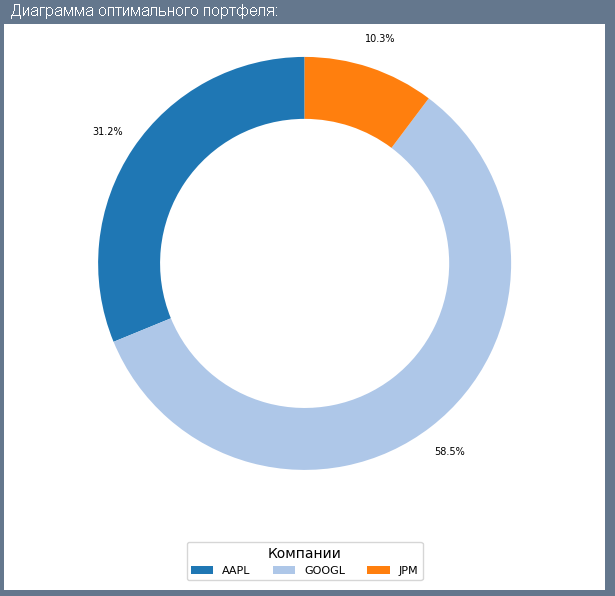 Диаграмма оптимального портфеля:
10.3%
31.2%
58.5%
Компании
AAPL GOOGL JPM